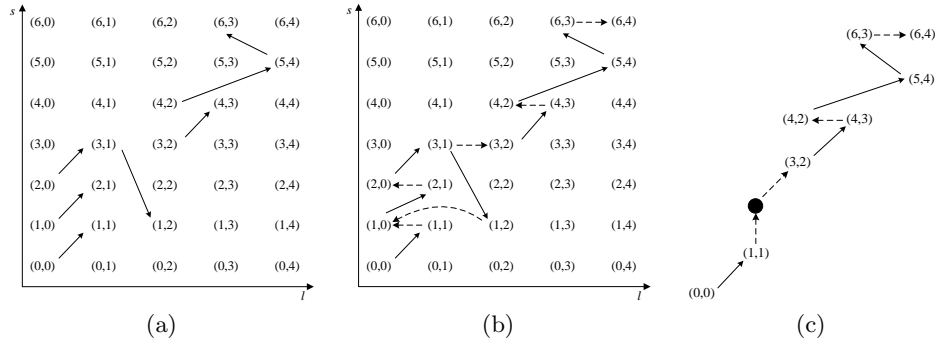 s
(6,0) (6,1) (6,2) (6,3) (6,4)
(5,0) (5,1) (5,2) (5,3) (5,4)
(4,0) (4,1) (4,2) (4,3) (4,4)
(3,0) (3,1) (3,2) (3,3) (3,4)
(2,0) (2,1) (2,2) (2,3) (2,4)
(1,0) (1,1) (1,2) (1,3) (1,4)
(0,0) (0,1) (0,2) (0,3) (0,4)
l
(a)
s
(6,0) (6,1) (6,2) (6,3) (6,4)
(5,0) (5,1) (5,2) (5,3) (5,4)
(4,0) (4,1) (4,2) (4,3) (4,4)
(3,0) (3,1) (3,2) (3,3) (3,4)
(2,0) (2,1) (2,2) (2,3) (2,4)
(1,0) (1,1) (1,2) (1,3) (1,4)
(0,0) (0,1) (0,2) (0,3) (0,4)
l
(b)
(6,3) (6,4)
(5,4)
(4,2) (4,3)
(3,2)
(1,1)
(0,0)
(c)